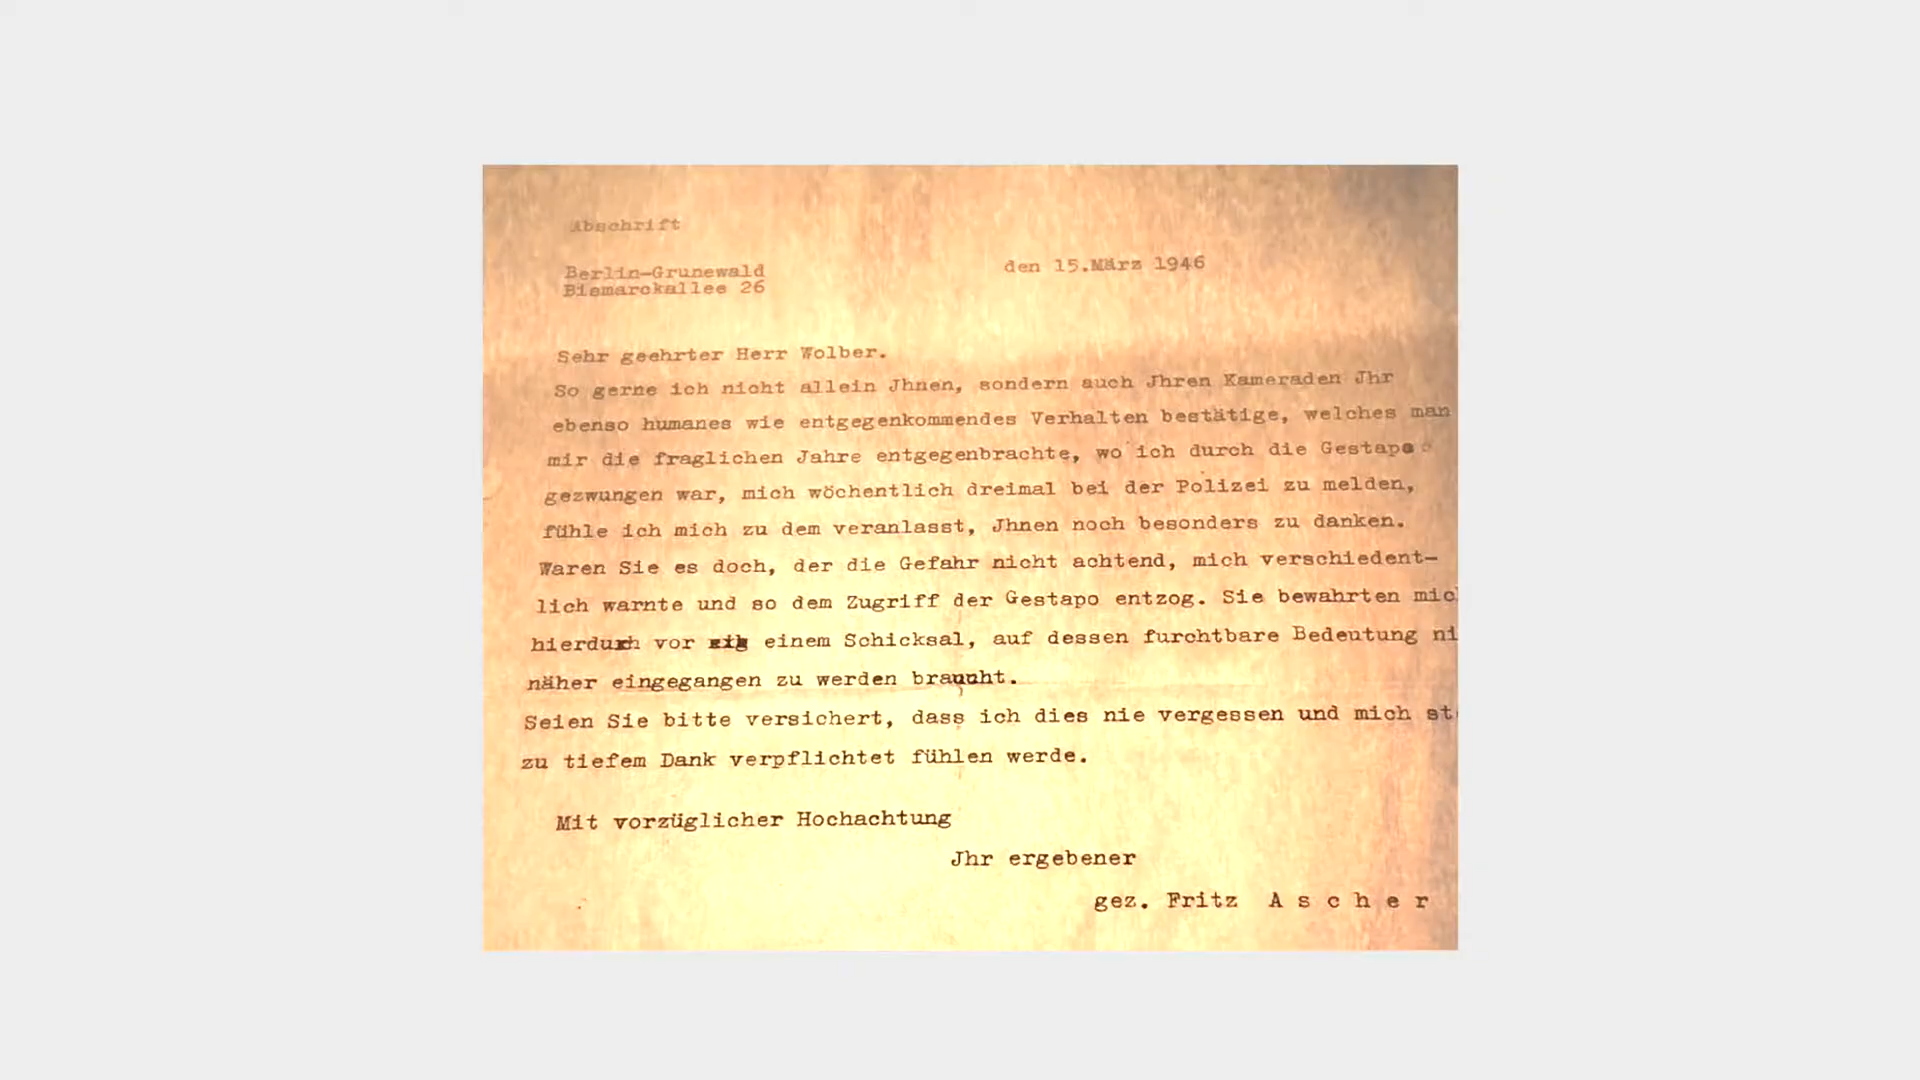 Abschrift
Berlin-Grunewald
Bismarckallee 26
den 15.März 1946
Sehr geehrter Herr Wolber.
So gerne ich nicht allein Jhnen, sondern auch Jhren Kameraden Jhr
ebenso humanes wie entgegenkommendes Verhalten bestätige, welches man
mir die fraglichen Jahre entgegenbrachte, wo ich durch die Gestapo
gezwungen war, mich wöchentlich dreimal bei der Polizei zu melden,
fühle ich mich zu dem veranlasst, Jhnen noch besonders zu danken.
Waren Sie es doch, der die Gefahr nicht achtend, mich verschiedent-
lich warnte und so dem Zugriff der Gestapo entzog. Sie bewahrten mic
hierdurch vor einem Schicksal, auf dessen furchtbare Bedeutung ni
näher eingegangen zu werden braucht.
Seien Sie bitte versichert, dass ich dies nie vergessen und mich st
zu tiefem Dank verpflichtet fühlen werde.
Mit vorzüglicher Hochachtung
Jhr ergebener
gez. Fritz Ascher